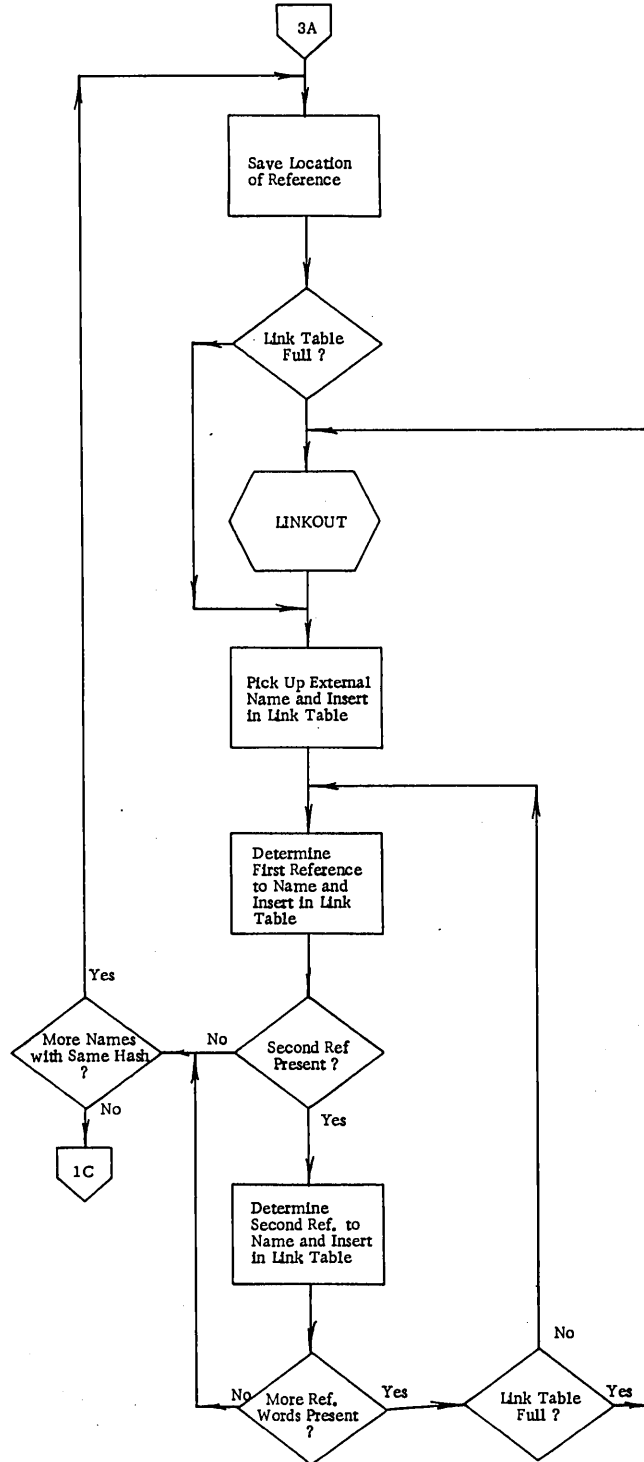 3A
Save Location
of Reference
Link Table
Full ?
LINKOUT
Pick Up External
Name and Insert
in Link Table
Determine
First Reference
to Name and
Insert in Link
Table
Yes
More Names
with Same Hash
?
No
Second Ref
Present ?
No
Yes
1C
Determine
Second Ref. to
Name and Insert
in Link Table
No
No
More Ref.
Words Present
?
Yes
Link Table
Full ?
Yes